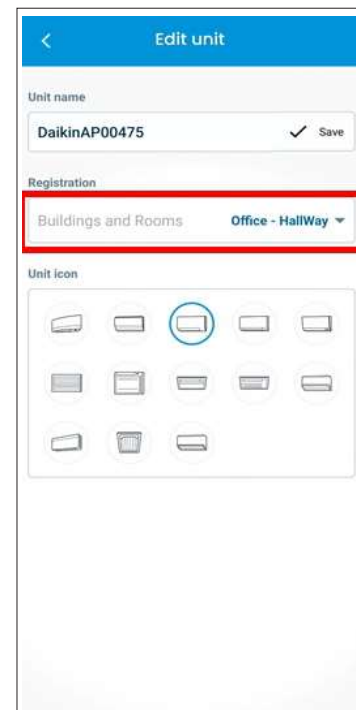 Edit unit
Unit name
DaikinAP00475 Save
Registration
Buildings and Rooms Office - HallWay
Unit icon